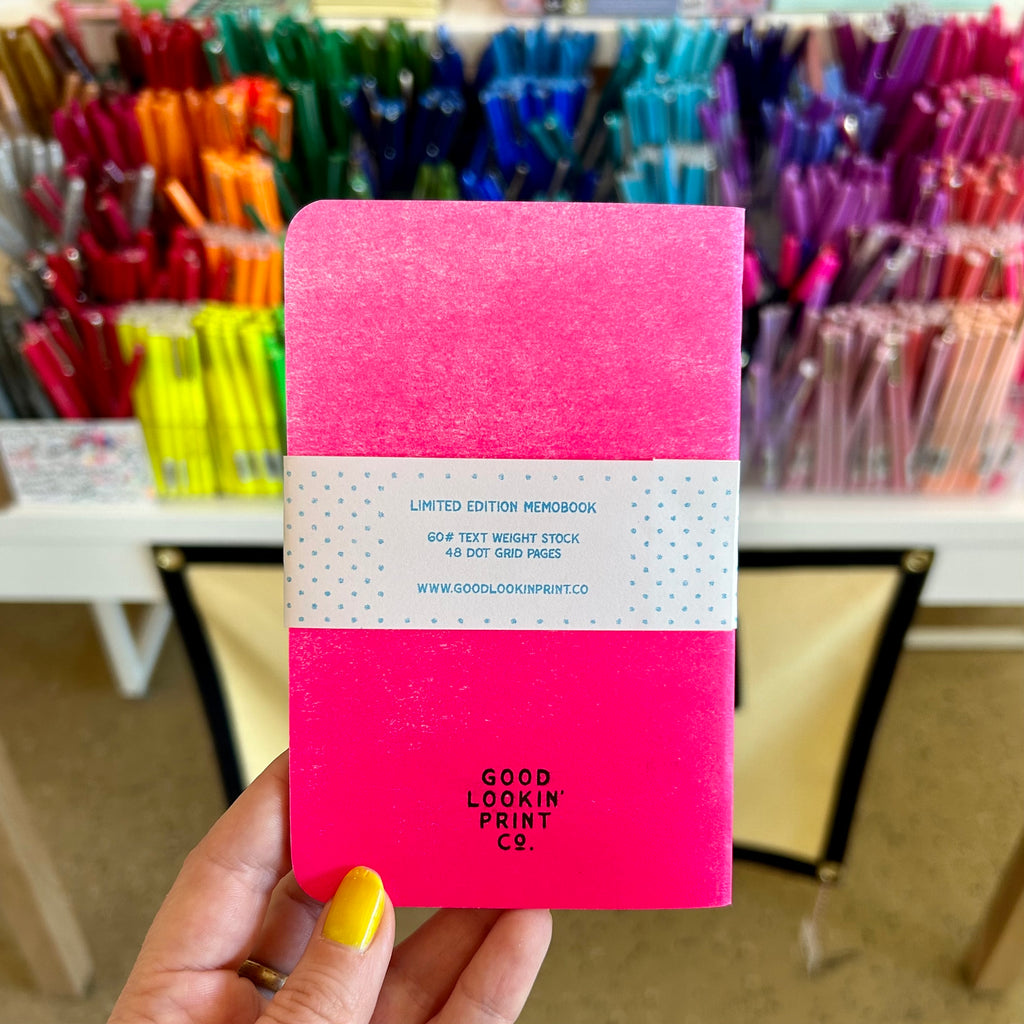 LIMITED EDITION MEMOBOOK
60# TEXT WEIGHT STOCK
48 DOT GRID PAGES
WWW.GOODLOOKINPRINT.CO
GOOD
LOOKIN'
PRINT
Co.